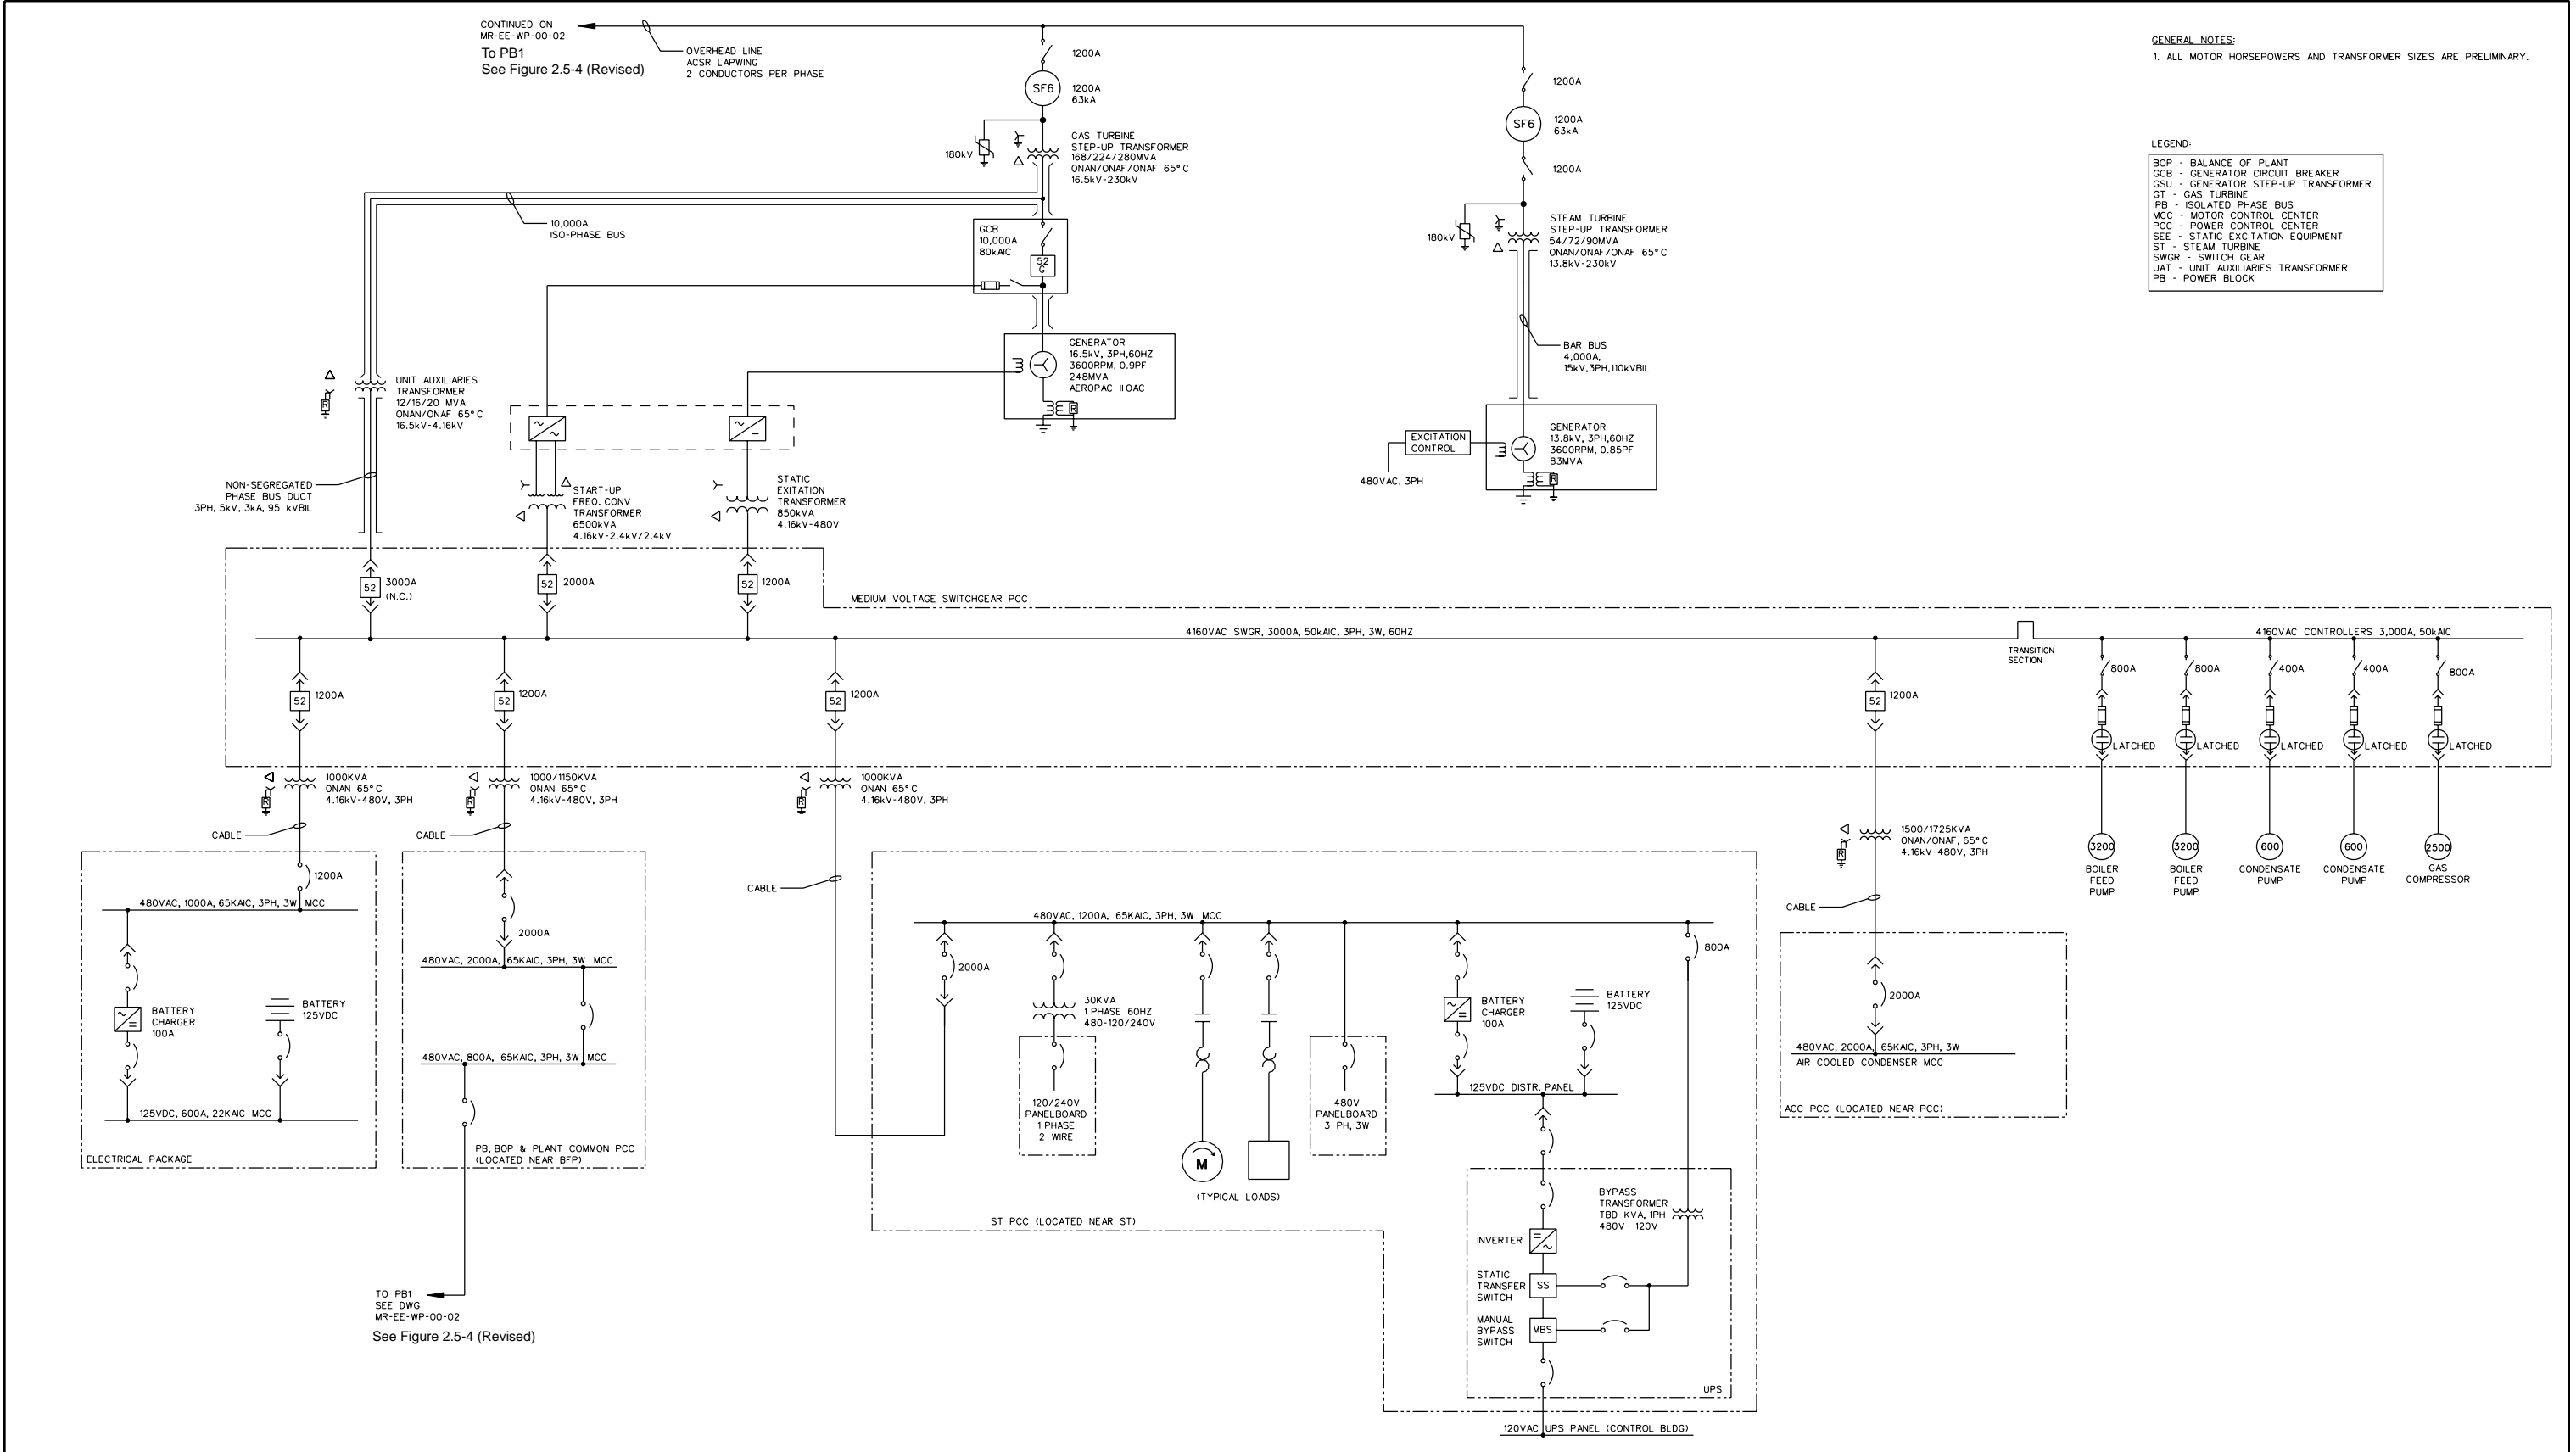 CONTINUED ON
MR-EE-WP-00-02
To PB1
See Figure 2.5-4 (Revised)
OVERHEAD LINE
ACSR LAPWING
2 CONDUCTORS PER PHASE
1200A
SF6
1200A
63kA
180kV
GAS TURBINE
STEP-UP TRANSFORMER
168/224/280MVA
ONAN/ONAF/ONAF 65°C
16.5kV-230kV
1200A
SF6
1200A
63kA
1200A
180kV
STEAM TURBINE
STEP-UP TRANSFORMER
54/72/90MVA
ONAN/ONAF/ONAF 65°C
13.8kV-230kV
GENERAL NOTES:
1. ALL MOTOR HORSEPOWERS AND TRANSFORMER SIZES ARE PRELIMINARY.
LEGEND:
BOP - BALANCE OF PLANT
GCB - GENERATOR CIRCUIT BREAKER
GSU - GENERATOR STEP-UP TRANSFORMER
GT - GAS TURBINE
IPB - ISOLATED PHASE BUS
MCC - MOTOR CONTROL CENTER
PCC - POWER CONTROL CENTER
SEE - STATIC EXCITATION EQUIPMENT
ST - STEAM TURBINE
SWGR - SWITCH GEAR
UAT - UNIT AUXILIARIES TRANSFORMER
PB - POWER BLOCK
10,000A
ISO-PHASE BUS
GCB
10,000A
80kAIC
52
G
GENERATOR
16.5kV, 3PH,60HZ
3600RPM, 0.9PF
248MVA
AEROPAC II OAC
R
BAR BUS
4,000A,
15kV,3PH,110kVBIL
EXCITATION
CONTROL
480VAC, 3PH
GENERATOR
13.8kV, 3PH,60HZ
3600RPM, 0.85PF
83MVA
R
R
UNIT AUXILIARIES
TRANSFORMER
12/16/20 MVA
ONAN/ONAF 65°C
16.5kV-4.16kV
NON-SEGREGATED
PHASE BUS DUCT
3PH, 5kV, 3kA, 95 kVBIL
START-UP
FREQ. CONV
TRANSFORMER
6500kVA
4.16kV-2.4kV/2.4kV
STATIC
EXITATION
TRANSFORMER
850kVA
4.16kV-480V
52
3000A
(N.C.)
52
2000A
52
1200A
MEDIUM VOLTAGE SWITCHGEAR PCC
4160VAC SWGR, 3000A, 50kAIC, 3PH, 3W, 60HZ
TRANSITION
SECTION
4160VAC CONTROLLERS 3,000A, 50kAIC
52
1200A
52
1200A
52
1200A
52
1200A
800A
800A
400A
400A
800A
LATCHED
LATCHED
LATCHED
LATCHED
LATCHED
R
1000KVA
ONAN 65°C
4.16kV-480V, 3PH
R
1000/1150KVA
ONAN 65°C
4.16kV-480V, 3PH
R
1000KVA
ONAN 65°C
4.16kV-480V, 3PH
R
1500/1725KVA
ONAN/ONAF, 65°C
4.16kV-480V, 3PH
3200
BOILER
FEED
PUMP
3200
BOILER
FEED
PUMP
600
CONDENSATE
PUMP
600
CONDENSATE
PUMP
2500
GAS
COMPRESSOR
CABLE
CABLE
CABLE
CABLE
1200A
480VAC, 1000A, 65KAIC, 3PH, 3W MCC
BATTERY
CHARGER
100A
BATTERY
125VDC
125VDC, 600A, 22KAIC MCC
ELECTRICAL PACKAGE
2000A
480VAC, 2000A, 65KAIC, 3PH, 3W MCC
480VAC, 800A, 65KAIC, 3PH, 3W MCC
PB, BOP & PLANT COMMON PCC
(LOCATED NEAR BFP)
TO PB1
SEE DWG
MR-EE-WP-00-02
See Figure 2.5-4 (Revised)
480VAC, 1200A, 65KAIC, 3PH, 3W MCC
2000A
30KVA
1 PHASE 60HZ
480-120/240V
120/240V
PANELBOARD
1 PHASE
2 WIRE
M
(TYPICAL LOADS)
480V
PANELBOARD
3 PH, 3W
BATTERY
CHARGER
100A
BATTERY
125VDC
800A
125VDC DISTR. PANEL
ST PCC (LOCATED NEAR ST)
BYPASS
TRANSFORMER
TBD KVA, 1PH
480V- 120V
INVERTER
STATIC
TRANSFER
SWITCH
SS
MANUAL
BYPASS
SWITCH
MBS
UPS
120VAC UPS PANEL (CONTROL BLDG)
2000A
480VAC, 2000A, 65KAIC, 3PH, 3W
AIR COOLED CONDENSER MCC
ACC PCC (LOCATED NEAR PCC)